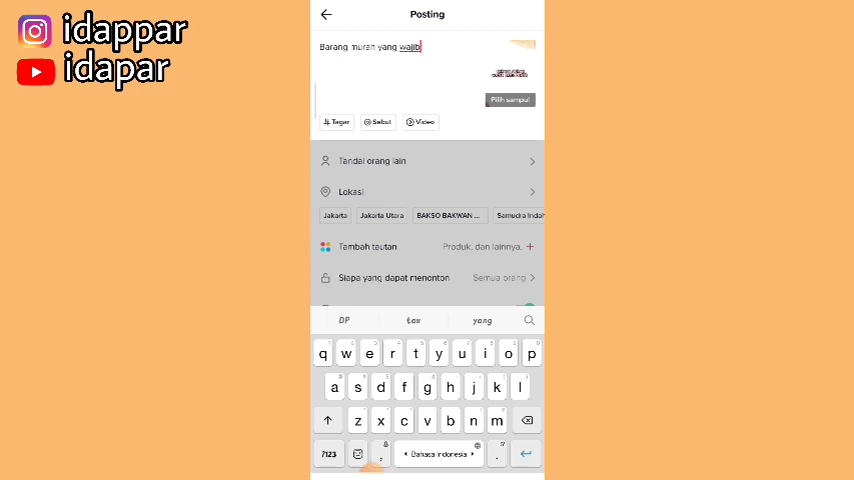 idappar
idapar
Posting
Barang murah yang wajib
Pilih sampul
# Tagar
@ Sebut
Video
Tandai orang lain
Lokasi
Jakarta
Jakarta Utara
BAKSO BAKWAN ...
Samudra Indah
Tambah tautan
Produk, dan lainnya. +
Siapa yang dapat menonton
Semua orang
DP
tau
yang
q w e r t y u i o p
a s d f g h j k l
z x c v b n m
?123
,
Bahasa Indonesia
.